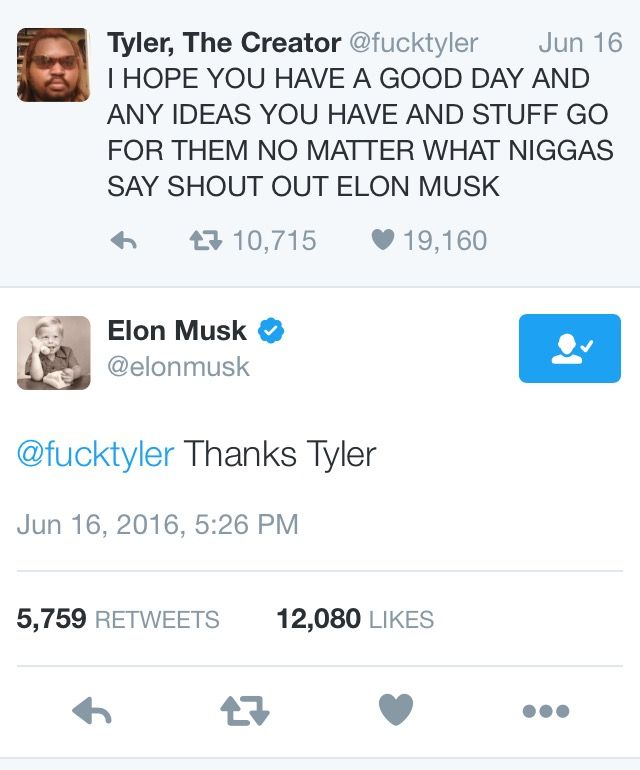 Tyler, The Creator @fucktyler Jun 16
I HOPE YOU HAVE A GOOD DAY AND
ANY IDEAS YOU HAVE AND STUFF GO
FOR THEM NO MATTER WHAT NIGGAS
SAY SHOUT OUT ELON MUSK
10,715 19,160
Elon Musk
@elonmusk
@fucktyler Thanks Tyler
Jun 16, 2016, 5:26 PM
5,759 RETWEETS 12,080 LIKES